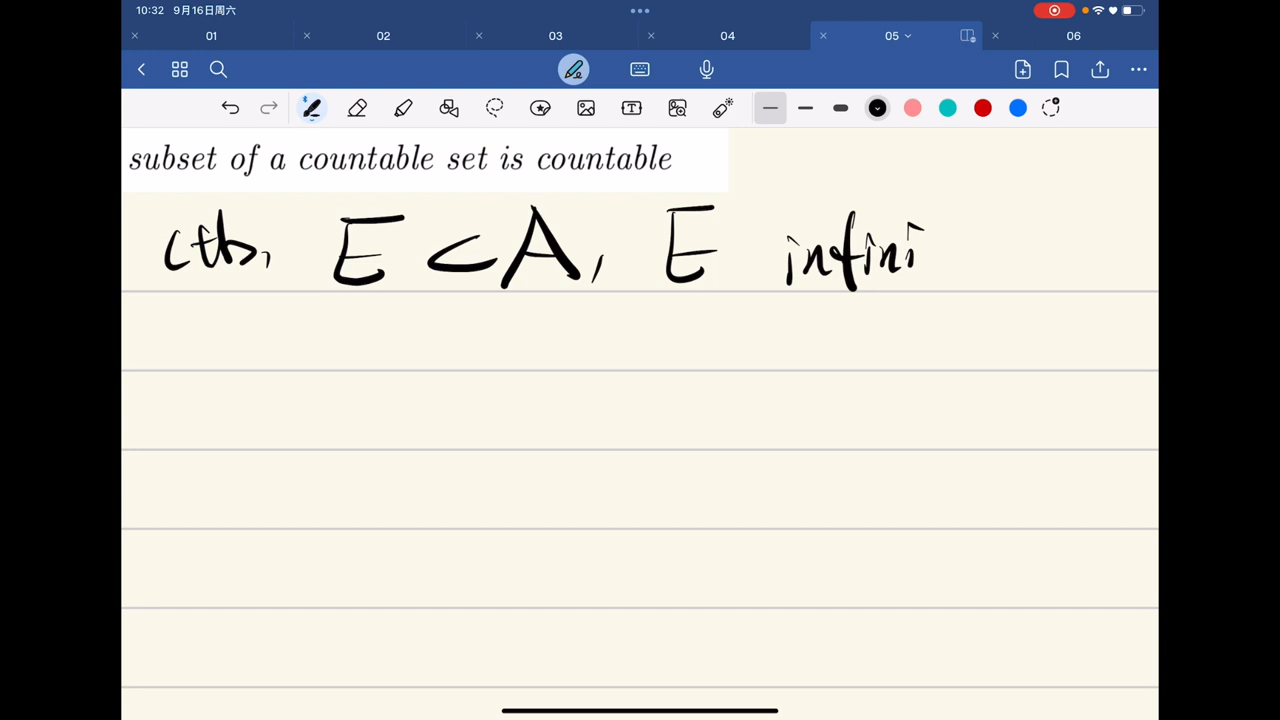 10:32 9月16日周六
01 02 03 04 05 06
subset of a countable set is countable
ctb, E ⊂ A, E infini